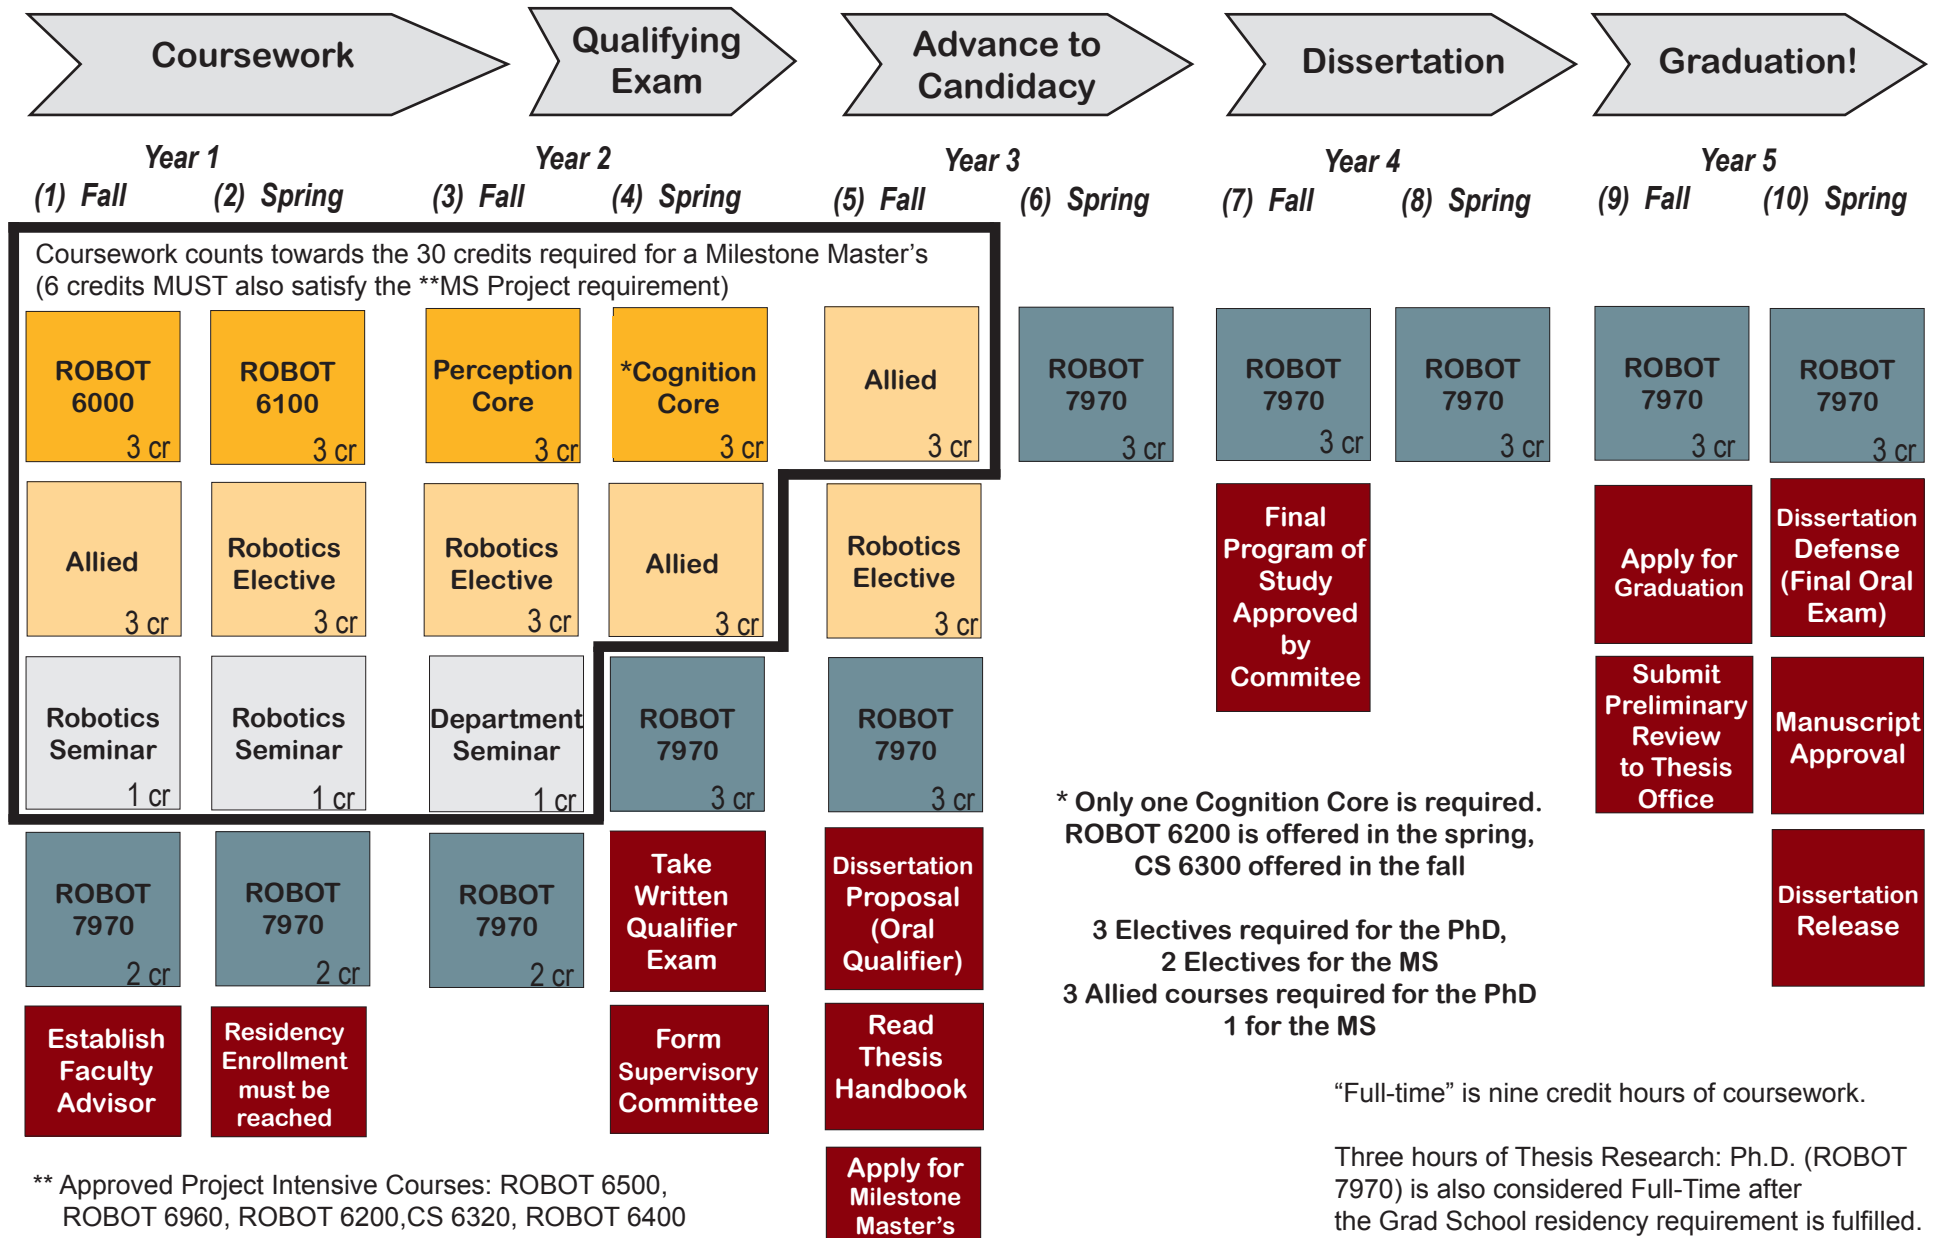 Coursework
Qualifying
Exam
Advance to
Candidacy
Dissertation
Graduation!
Year 1
Year 2
Year 3
Year 4
Year 5
(1) Fall
(2) Spring
(3) Fall
(4) Spring
(5) Fall
(6) Spring
(7) Fall
(8) Spring
(9) Fall
(10) Spring
Coursework counts towards the 30 credits required for a Milestone Master's
(6 credits MUST also satisfy the **MS Project requirement)
ROBOT
6000
3 cr
ROBOT
6100
3 cr
Perception
Core
3 cr
*Cognition
Core
3 cr
Allied
3 cr
ROBOT
7970
3 cr
ROBOT
7970
3 cr
ROBOT
7970
3 cr
ROBOT
7970
3 cr
ROBOT
7970
3 cr
Allied
3 cr
Robotics
Elective
3 cr
Robotics
Elective
3 cr
Allied
3 cr
Robotics
Elective
3 cr
Final
Program of
Study
Approved
by
Commitee
Apply for
Graduation
Dissertation
Defense
(Final Oral
Exam)
Robotics
Seminar
1 cr
Robotics
Seminar
1 cr
Department
Seminar
1 cr
ROBOT
7970
3 cr
ROBOT
7970
3 cr
Submit
Preliminary
Review
to Thesis
Office
Manuscript
Approval
ROBOT
7970
2 cr
ROBOT
7970
2 cr
ROBOT
7970
2 cr
Take
Written
Qualifier
Exam
Dissertation
Proposal
(Oral
Qualifier)
* Only one Cognition Core is required.
ROBOT 6200 is offered in the spring,
CS 6300 offered in the fall
3 Electives required for the PhD,
2 Electives for the MS
3 Allied courses required for the PhD
1 for the MS
Dissertation
Release
Establish
Faculty
Advisor
Residency
Enrollment
must be
reached
Form
Supervisory
Committee
Read
Thesis
Handbook
Apply for
Milestone
Master's
"Full-time" is nine credit hours of coursework.
Three hours of Thesis Research: Ph.D. (ROBOT
7970) is also considered Full-Time after
the Grad School residency requirement is fulfilled.
** Approved Project Intensive Courses: ROBOT 6500,
ROBOT 6960, ROBOT 6200,CS 6320, ROBOT 6400